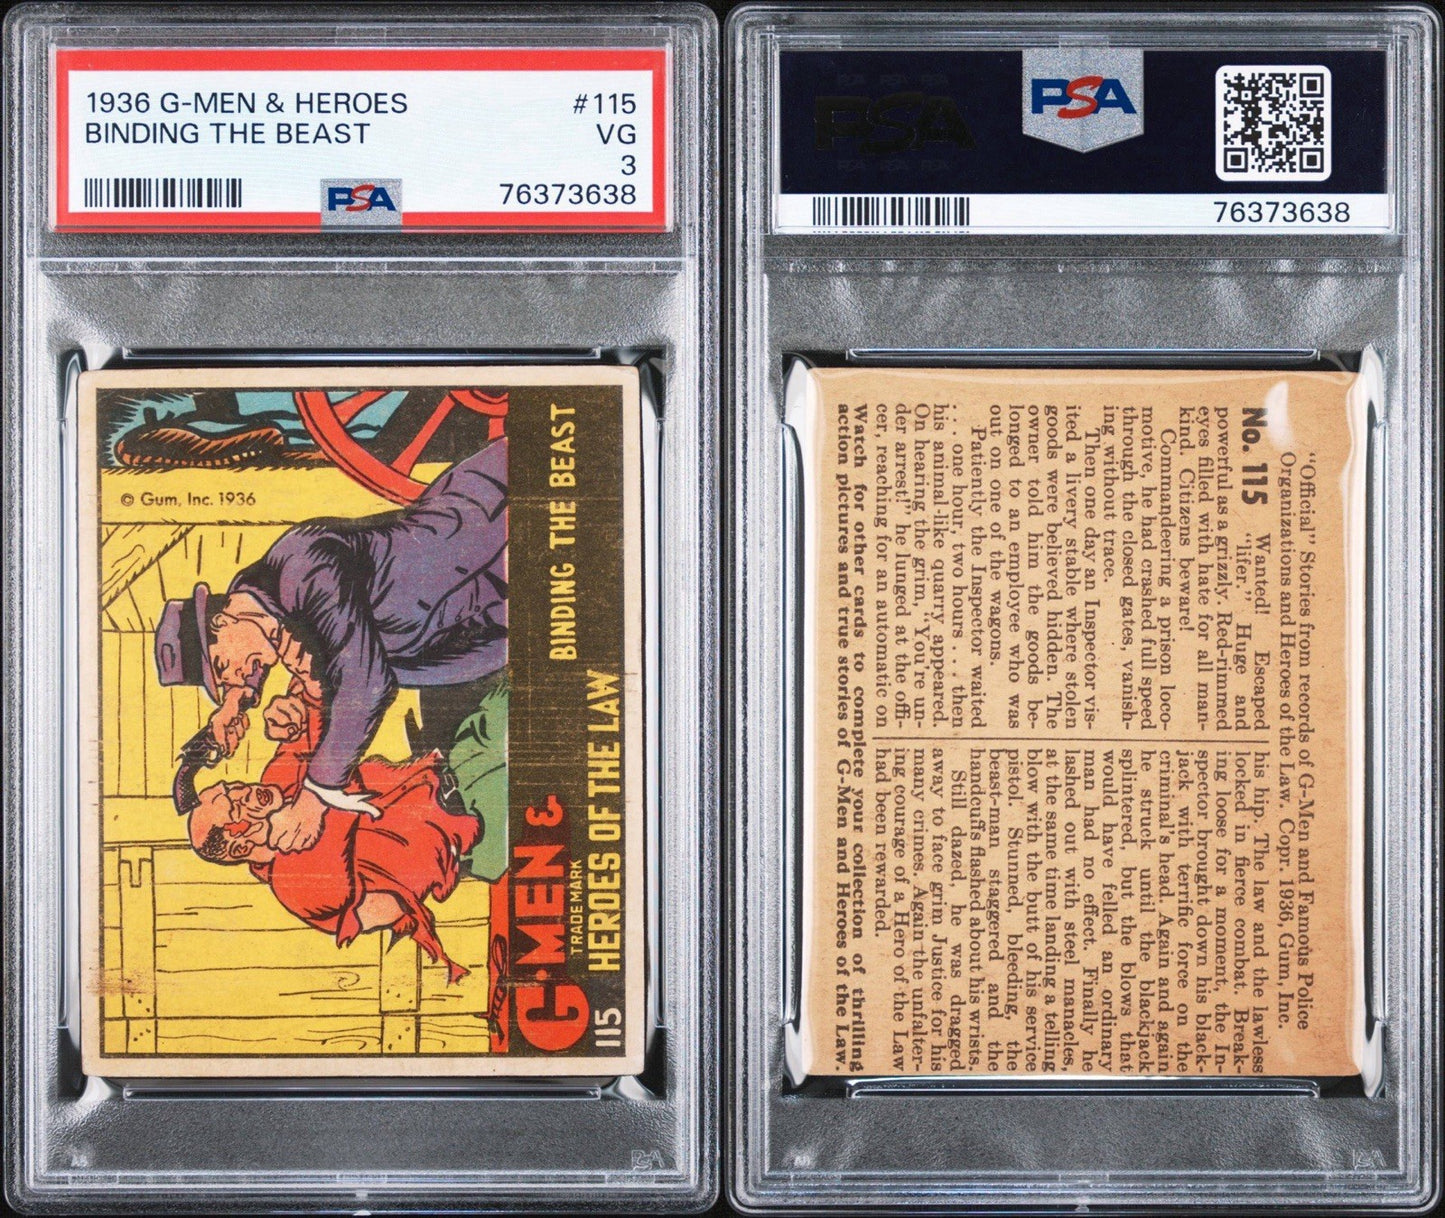 1936 G-MEN & HEROES #115
BINDING THE BEAST VG
3
PSA 76373638
© Gum, Inc. 1936
BINDING THE BEAST
G-MEN &
TRADEMARK
HEROES OF THE LAW
115
PSA
PSA
76373638
"Official" Stories from records of G-Men and Famous Police
Organizations and Heroes of the Law. Copr. 1936, Gum, Inc.
No. 115
Wanted! Escaped
"lifer." Huge and
powerful as a grizzly. Red-rimmed
eyes filled with hate for all man-
kind. Citizens beware!
Commandeering a prison loco-
motive, he had crashed full speed
through the closed gates, vanish-
ing without trace.
Then one day an Inspector vis-
ited a livery stable where stolen
goods were believed hidden. The
owner told him the goods be-
longed to an employee who was
out on one of the wagons.
Patiently the Inspector waited
. . . one hour, two hours . . . then
his animal-like quarry appeared.
On hearing the grim, "You're un-
der arrest!" he lunged at the offi-
cer, reaching for an automatic on
his hip. The law and the lawless
locked in fierce combat. Break-
ing loose for a moment, the In-
spector brought down his black-
jack with terrific force on the
criminal's head. Again and again
he struck until the blackjack
splintered, but the blows that
would have felled an ordinary
man had no effect. Finally he
lashed out with steel manacles,
at the same time landing a telling
blow with the butt of his service
pistol. Stunned, bleeding, the
beast-man staggered and the
handcuffs flashed about his wrists.
Still dazed, he was dragged
away to face grim Justice for his
many crimes. Again the unfalter-
ing courage of a Hero of the Law
had been rewarded.
Watch for other cards to complete your collection of thrilling
action pictures and true stories of G-Men and Heroes of the Law.